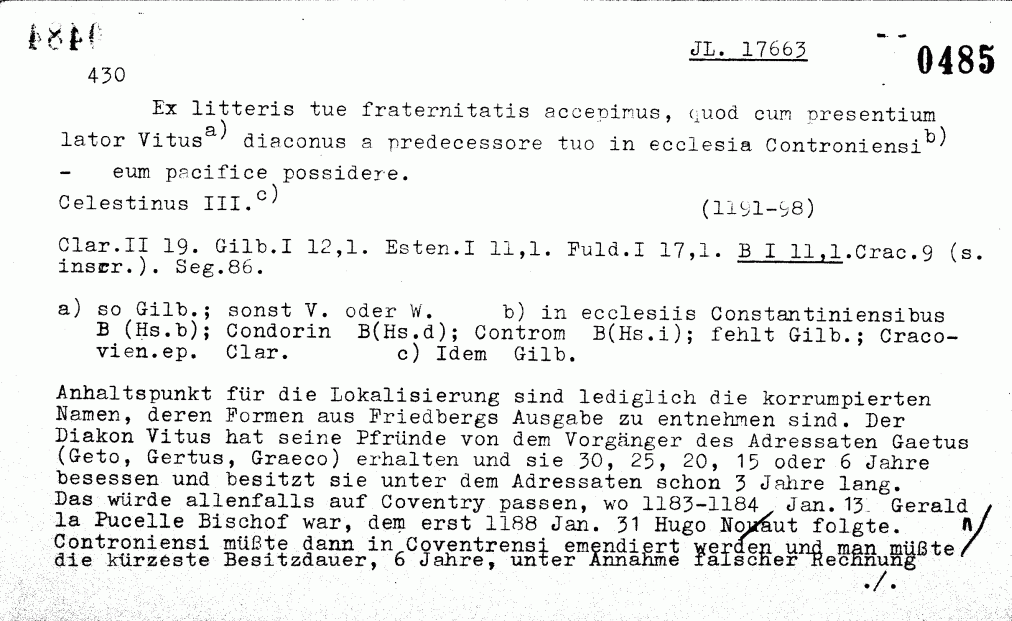 0484
JL. 17663
0485
430
Ex litteris tue fraternitatis accepimus, quod cum presentium
lator Vitus a) diaconus a predecessore tuo in ecclesia Controniensi b)
- eum pacifice possidere.
Celestinus III. c) (1191-98)
Clar.II 19. Gilb.I 12,1. Esten.I 11,1. Fuld.I 17,1. B I 11,1.Crac.9 (s.
inscr.). Seg.86.
a) so Gilb.; sonst V. oder W. b) in ecclesiis Constantiniensibus
B (Hs.b); Condorin B(Hs.d); Controm B(Hs.i); fehlt Gilb.; Craco-
vien.ep. Clar. c) Idem Gilb.
Anhaltspunkt für die Lokalisierung sind lediglich die korrumpierten
Namen, deren Formen aus Friedbergs Ausgabe zu entnehmen sind. Der
Diakon Vitus hat seine Pfründe von dem Vorgänger des Adressaten Gaetus
(Geto, Gertus, Graeco) erhalten und sie 30, 25, 20, 15 oder 6 Jahre
besessen und besitzt sie unter dem Adressaten schon 3 Jahre lang.
Das würde allenfalls auf Coventry passen, wo 1183-1184 Jan. 13 Gerald
la Pucelle Bischof war, dem erst 1188 Jan. 31 Hugo Novaut folgte. n/
Controniensi müßte dann in Coventrensi emendiert werden und man müßte
die kürzeste Besitzdauer, 6 Jahre, unter Annahme falscher Rechnung
./.